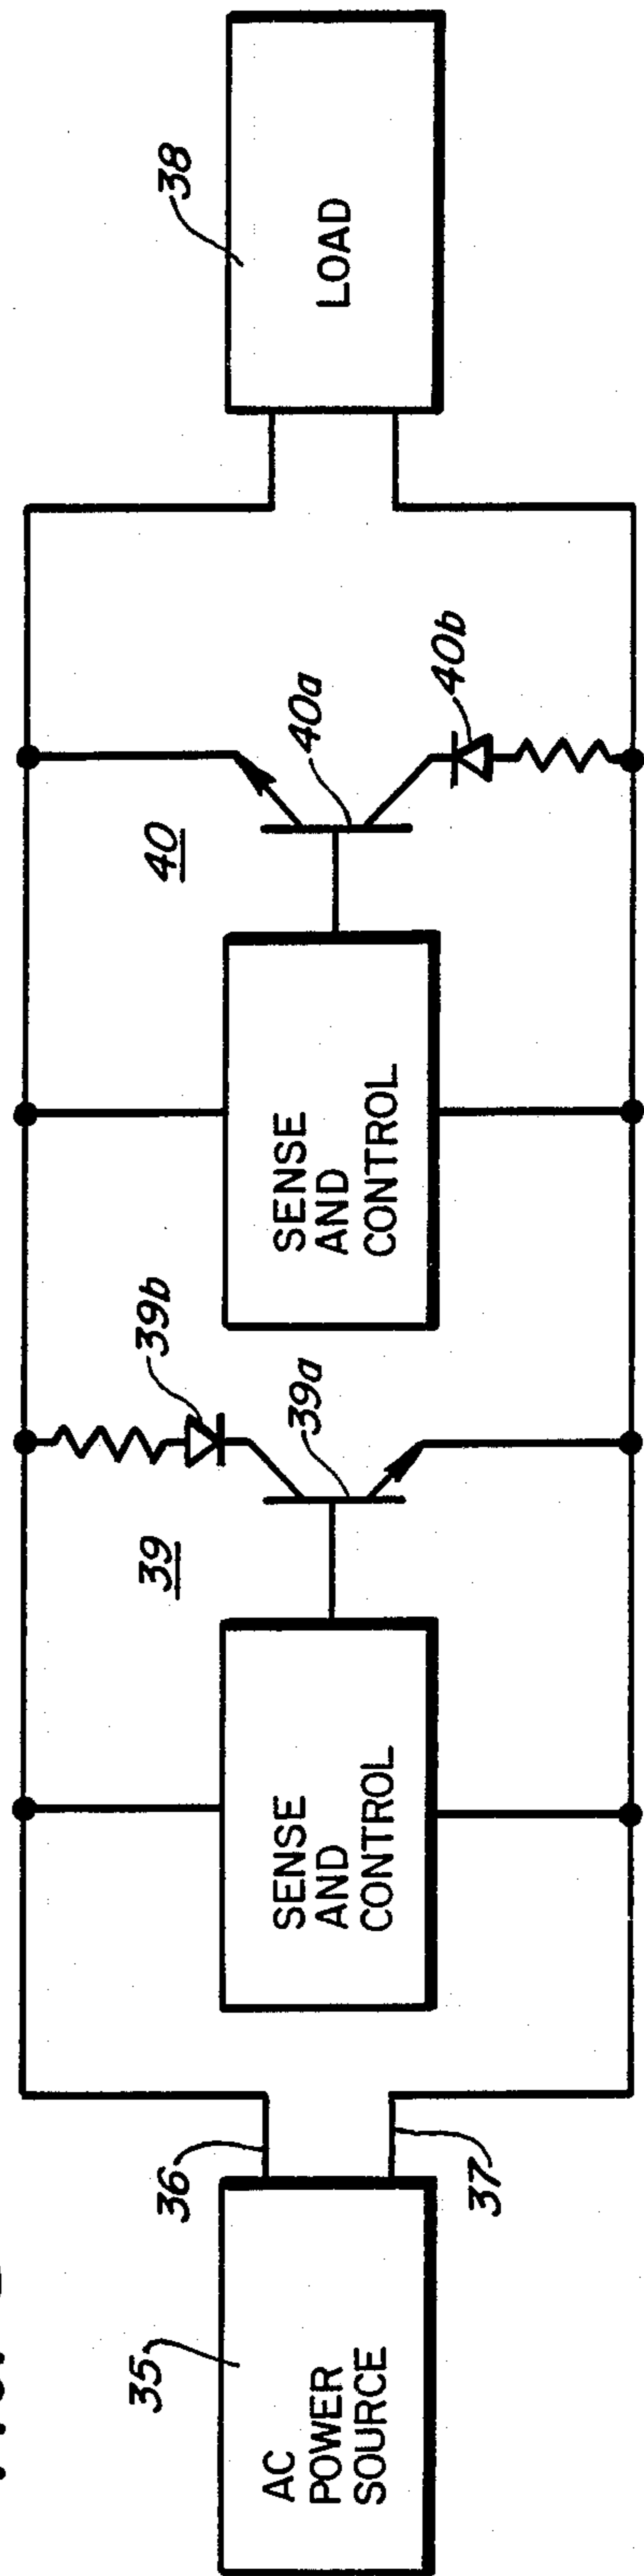 35
AC
POWER
SOURCE
36
37
SENSE
AND
CONTROL
39
39b
39a
SENSE
AND
CONTROL
40
40a
40b
38
LOAD